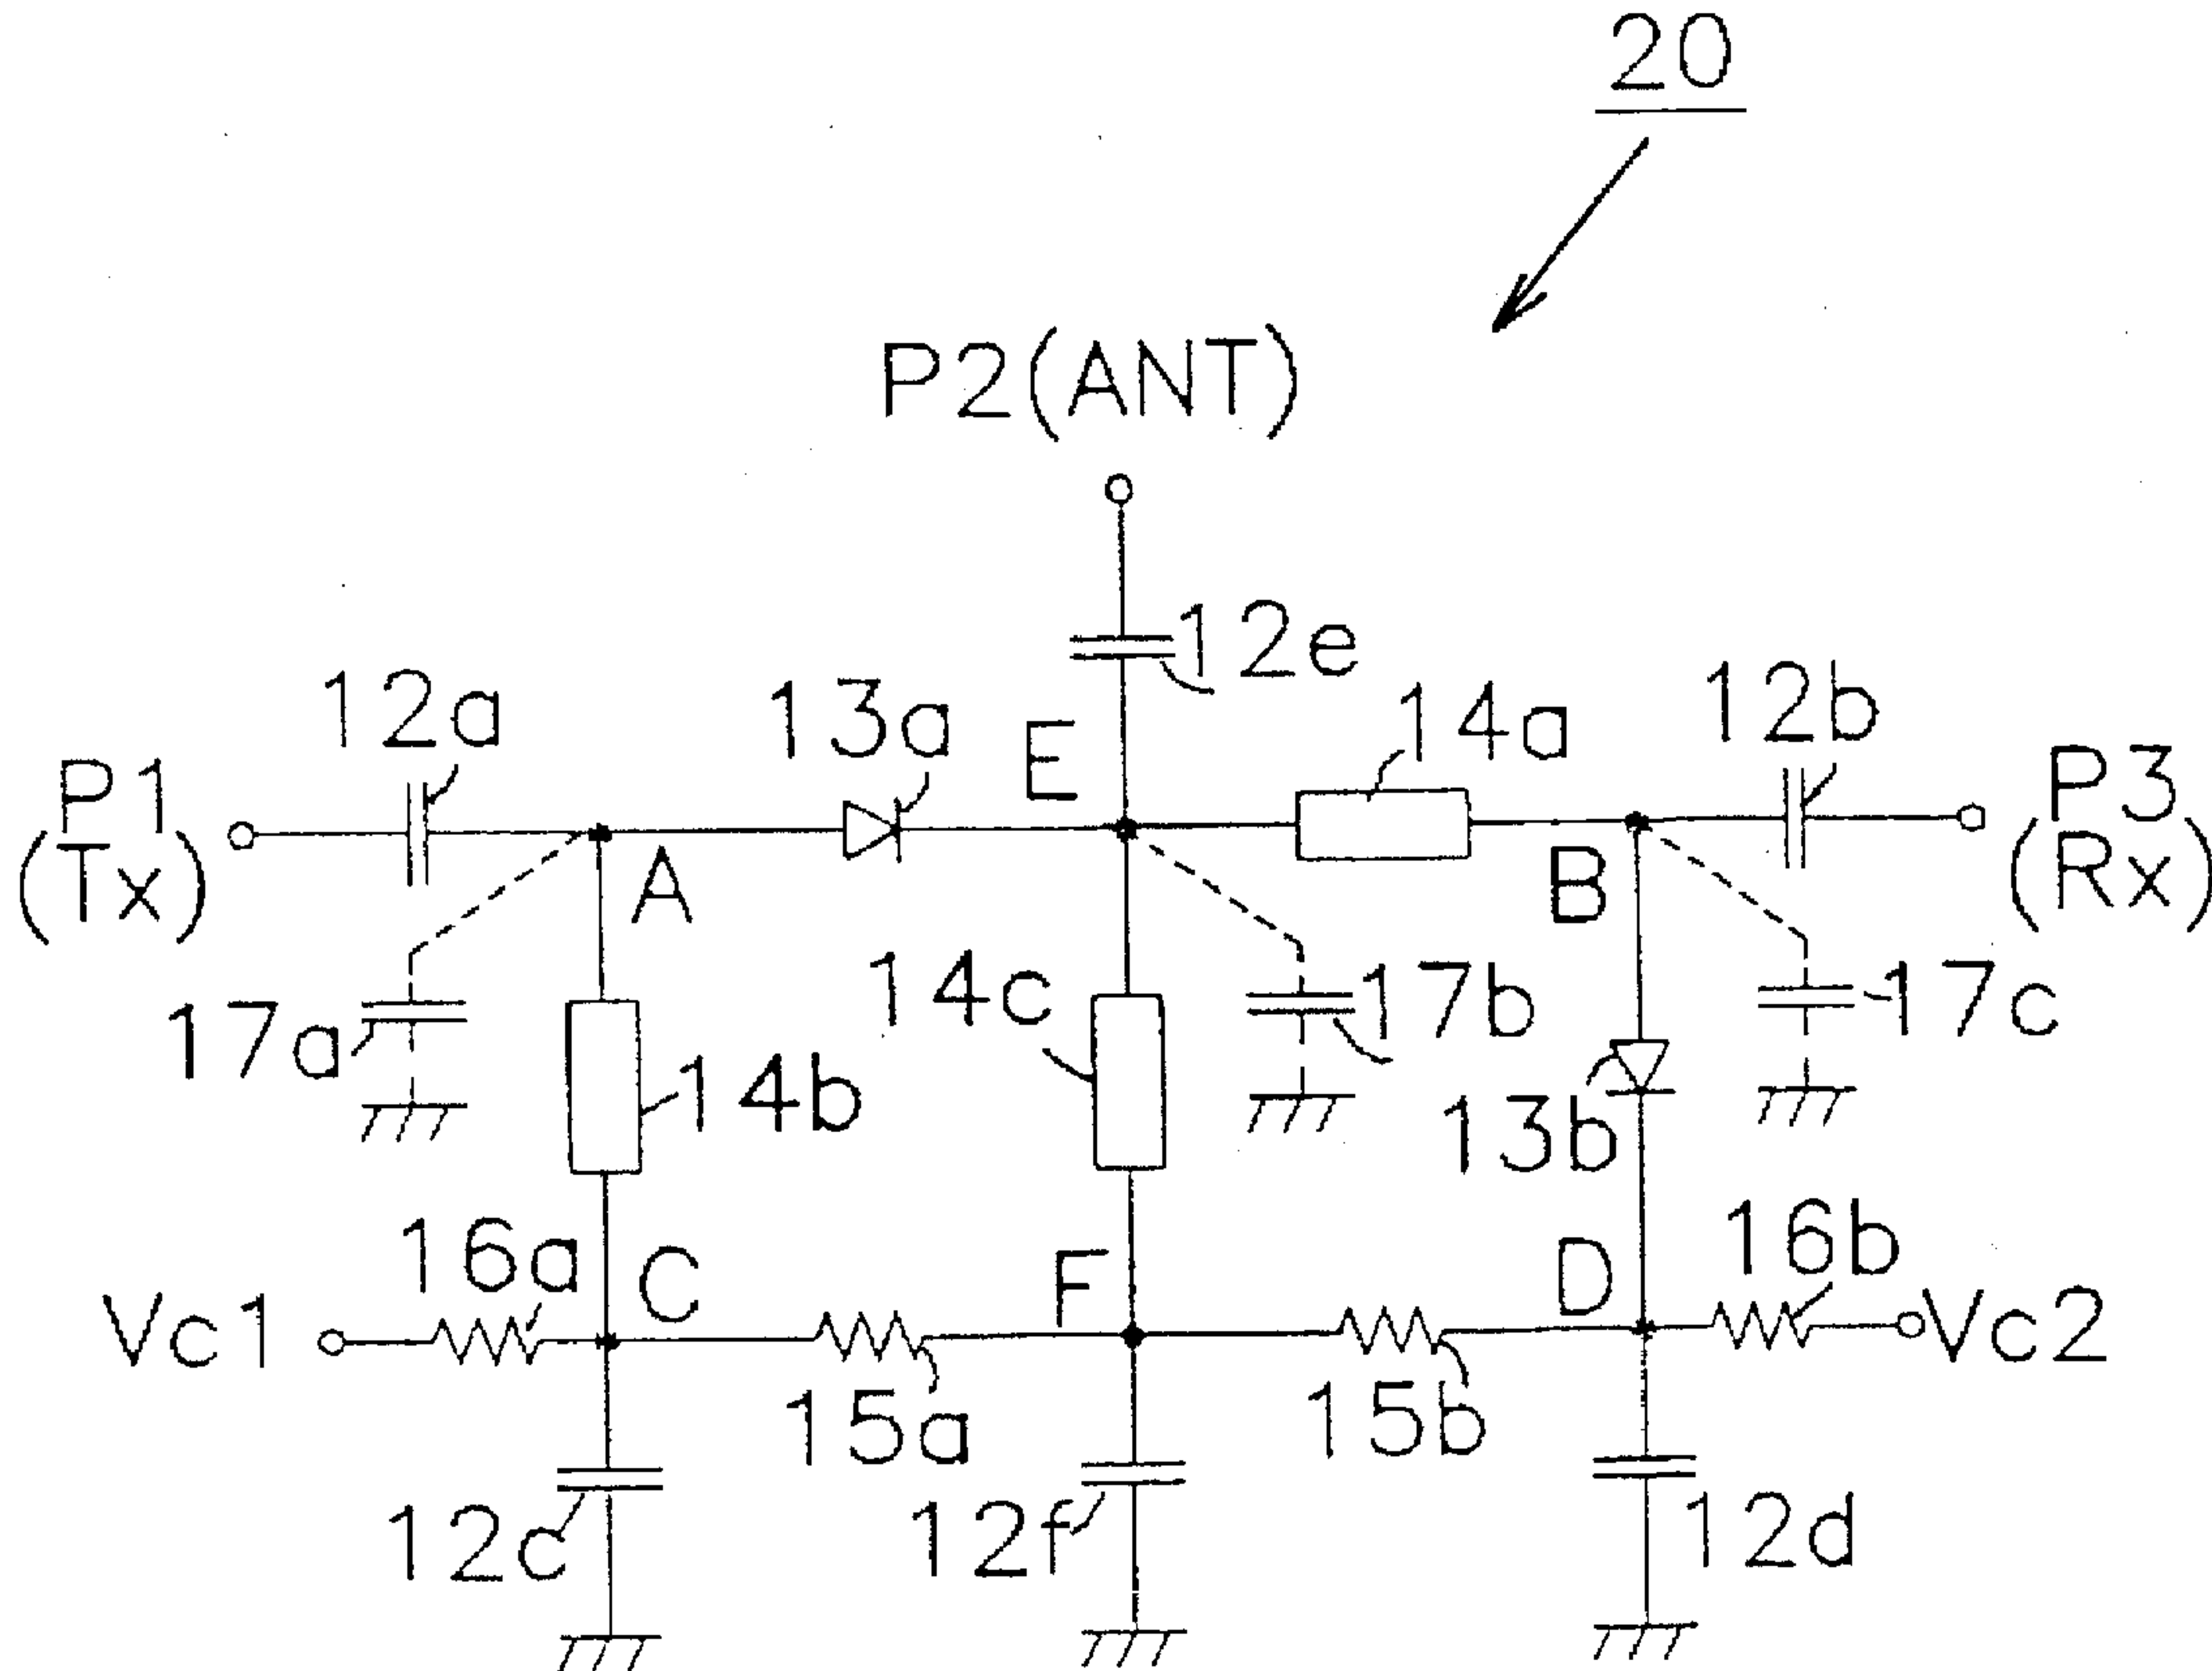 20
P2(ANT)
12e
12a
13a
E
14a
12b
P1
(Tx)
P3
(Rx)
A
B
14c
17a
17b
17c
14b
13b
16a
C
F
D
16b
Vc1
Vc2
15a
15b
12c
12f
12d